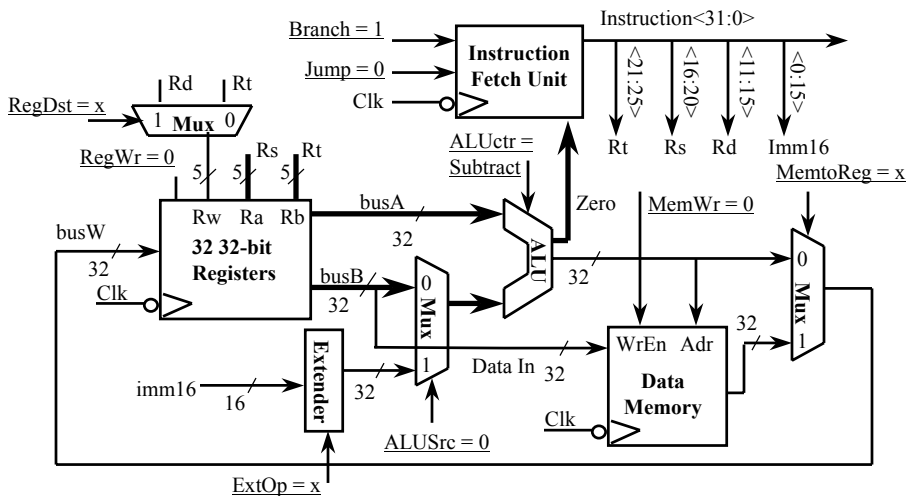 Branch = 1
Instruction<31:0>
Instruction
Fetch Unit
Jump = 0
Clk
<21:25>
<16:20>
<11:15>
<0:15>
Rt
Rs
Rd
Imm16
Rd
Rt
RegDst = x
1
Mux
0
RegWr = 0
5
5
Rs
5
Rt
ALUctr =
Subtract
Zero
MemWr = 0
MemtoReg = x
Rw
Ra
Rb
busA
32
busW
32
32 32-bit
Registers
busB
32
Clk
ALU
32
0
Mux
1
32
0
Mux
1
32
Data In
32
WrEn
Adr
Data
Memory
Clk
imm16
16
Extender
32
ALUSrc = 0
ExtOp = x